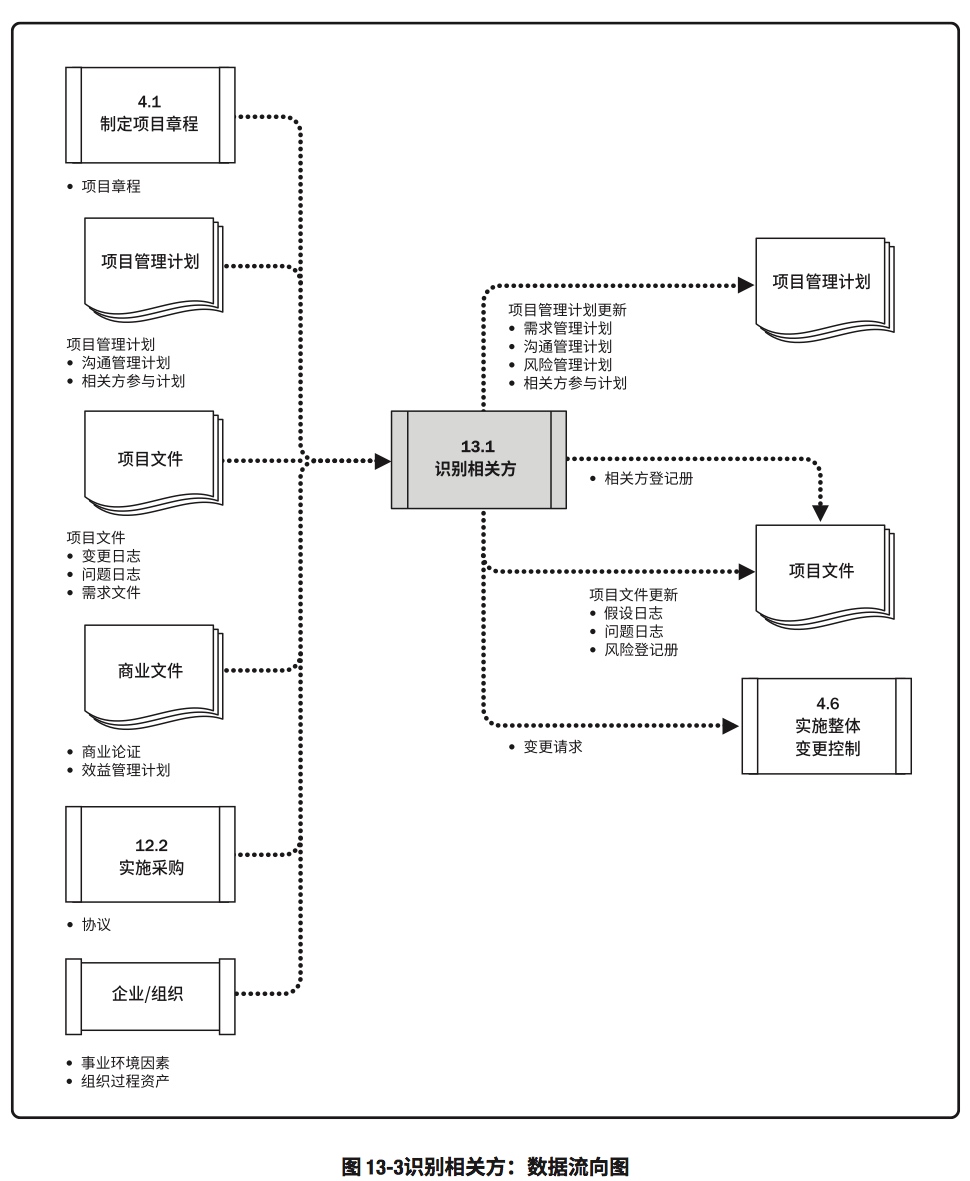 4.1
制定项目章程
• 项目章程
项目管理计划
项目管理计划
• 沟通管理计划
• 相关方参与计划
项目文件
项目文件
• 变更日志
• 问题日志
• 需求文件
商业文件
• 商业论证
• 效益管理计划
12.2
实施采购
• 协议
企业/组织
• 事业环境因素
• 组织过程资产
13.1
识别相关方
项目管理计划更新
• 需求管理计划
• 沟通管理计划
• 风险管理计划
• 相关方参与计划
项目管理计划
• 相关方登记册
项目文件
项目文件更新
• 假设日志
• 问题日志
• 风险登记册
• 变更请求
4.6
实施整体
变更控制
图 13-3识别相关方：数据流向图